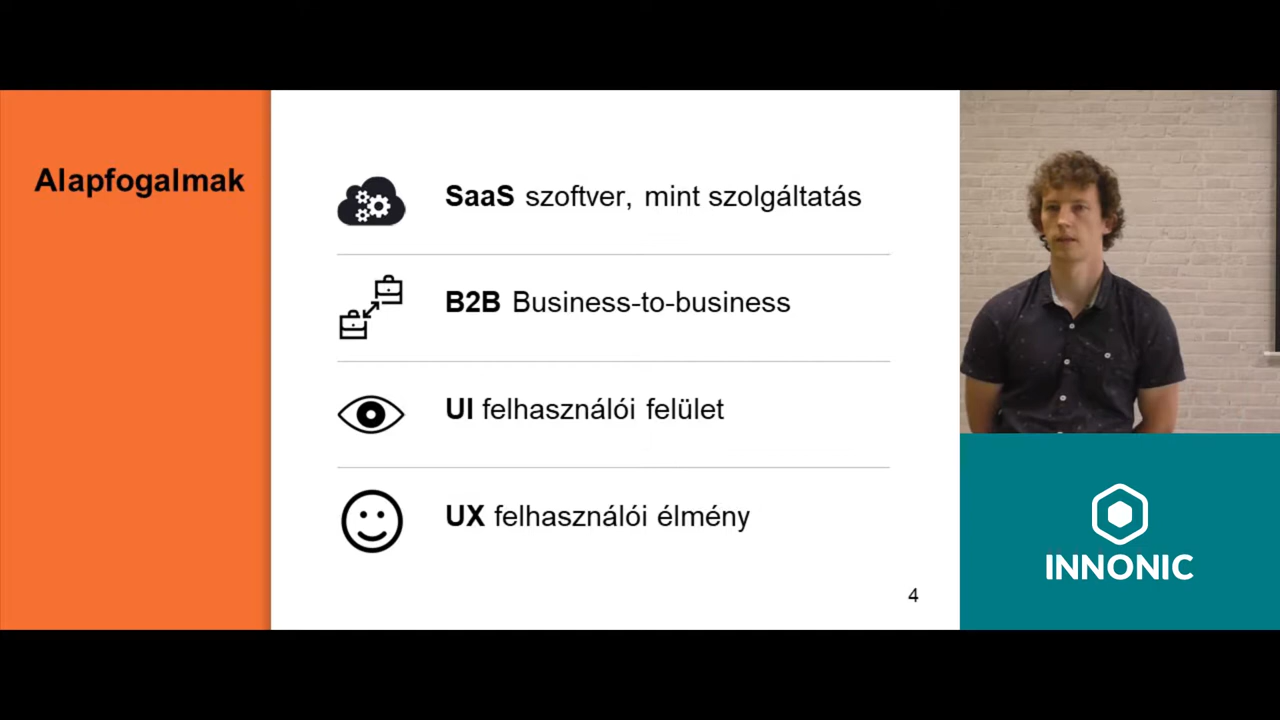 Alapfogalmak
SaaS szoftver, mint szolgáltatás
B2B Business-to-business
UI felhasználói felület
UX felhasználói élmény
4
INNONIC